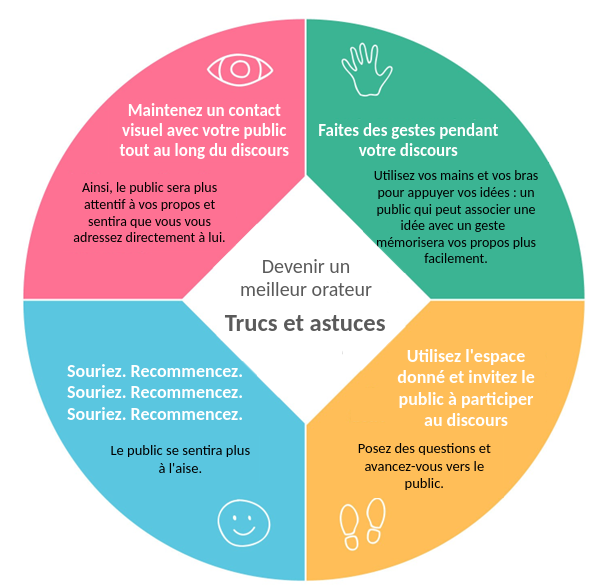 Maintenez un contact
visuel avec votre public
tout au long du discours
Ainsi, le public sera plus
attentif à vos propos et
sentira que vous vous
adressez directement à lui.
Faites des gestes pendant
votre discours
Utilisez vos mains et vos bras
pour appuyer vos idées : un
public qui peut associer une
idée avec un geste
mémorisera vos propos plus
facilement.
Devenir un
meilleur orateur
Trucs et astuces
Souriez. Recommencez.
Souriez. Recommencez.
Souriez. Recommencez.
Le public se sentira plus
à l'aise.
Utilisez l'espace
donné et invitez le
public à participer
au discours
Posez des questions et
avancez-vous vers le
public.